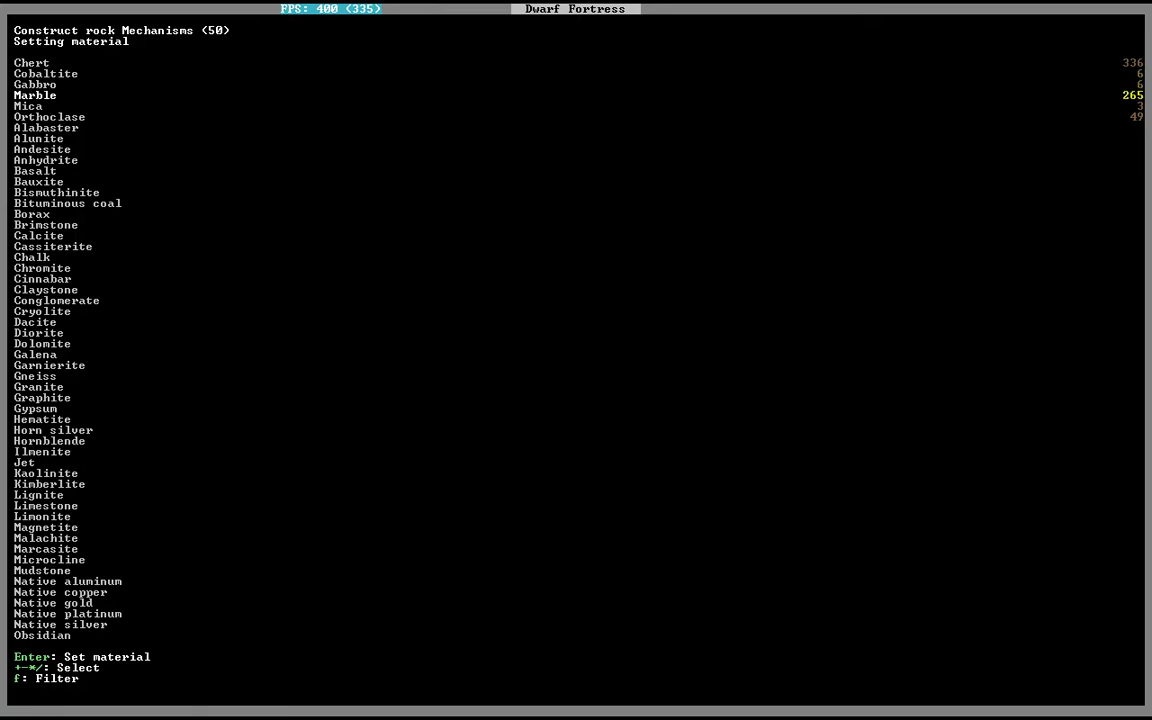 FPS: 400 (335) Dwarf Fortress
Construct rock Mechanisms (50)
Setting material
Chert 336
Cobaltite 6
Gabbro 6
Marble 265
Mica 3
Orthoclase 49
Alabaster
Alunite
Andesite
Anhydrite
Basalt
Bauxite
Bismuthinite
Bituminous coal
Borax
Brimstone
Calcite
Cassiterite
Chalk
Chromite
Cinnabar
Claystone
Conglomerate
Cryolite
Dacite
Diorite
Dolomite
Galena
Garnierite
Gneiss
Granite
Graphite
Gypsum
Hematite
Horn silver
Hornblende
Ilmenite
Jet
Kaolinite
Kimberlite
Lignite
Limestone
Limonite
Magnetite
Malachite
Marcasite
Microcline
Mudstone
Native aluminum
Native copper
Native gold
Native platinum
Native silver
Obsidian
Enter: Set material
+-*/: Select
f: Filter